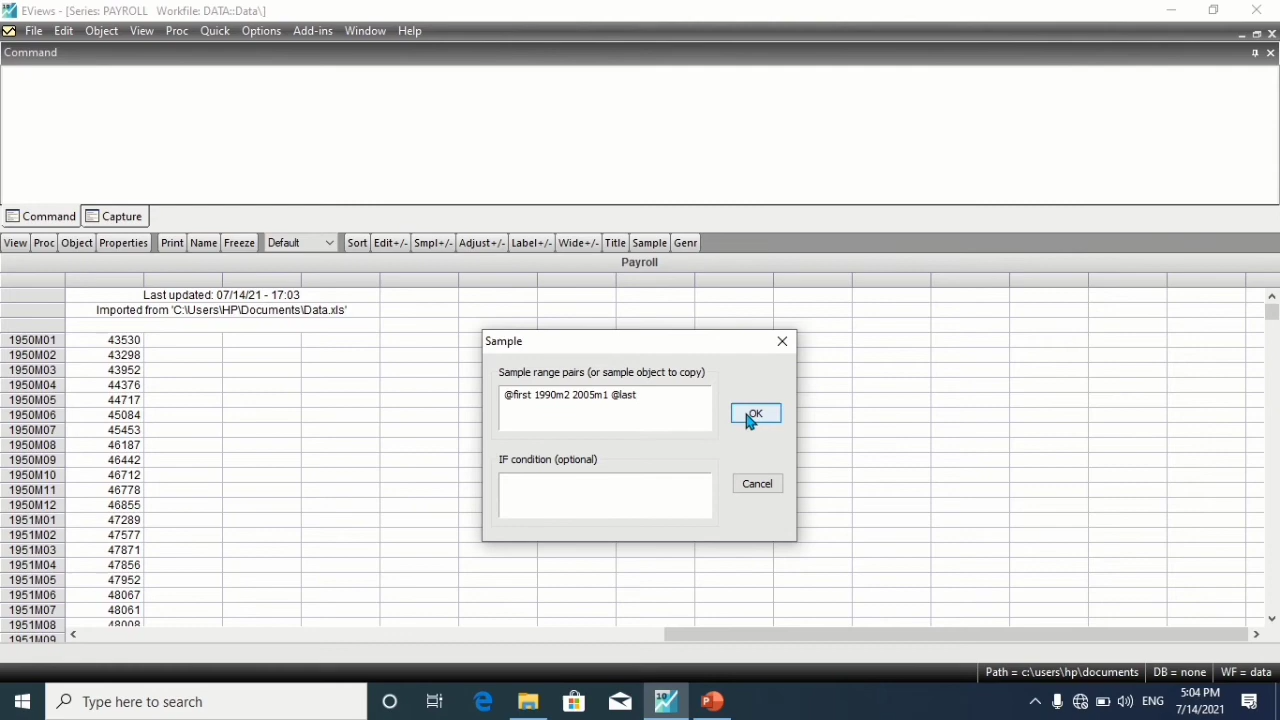 EViews - [Series: PAYROLL   Workfile: DATA::Data\]
File Edit Object View Proc Quick Options Add-ins Window Help
Command
Command Capture
View Proc Object Properties Print Name Freeze Default Sort Edit+/- Smpl+/- Adjust+/- Label+/- Wide+/- Title Sample Genr
Payroll
Last updated: 07/14/21 - 17:03
Imported from 'C:\Users\HP\Documents\Data.xls'
1950M01 43530
1950M02 43298
1950M03 43952
1950M04 44376
1950M05 44717
1950M06 45084
1950M07 45453
1950M08 46187
1950M09 46442
1950M10 46712
1950M11 46778
1950M12 46855
1951M01 47289
1951M02 47577
1951M03 47871
1951M04 47856
1951M05 47952
1951M06 48067
1951M07 48061
1951M08 48008
1951M09
Sample
Sample range pairs (or sample object to copy)
@first 1990m2 2005m1 @last
OK
IF condition (optional)
Cancel
Path = c:\users\hp\documents DB = none WF = data
Type here to search
10
P
ENG
5:04 PM
7/14/2021